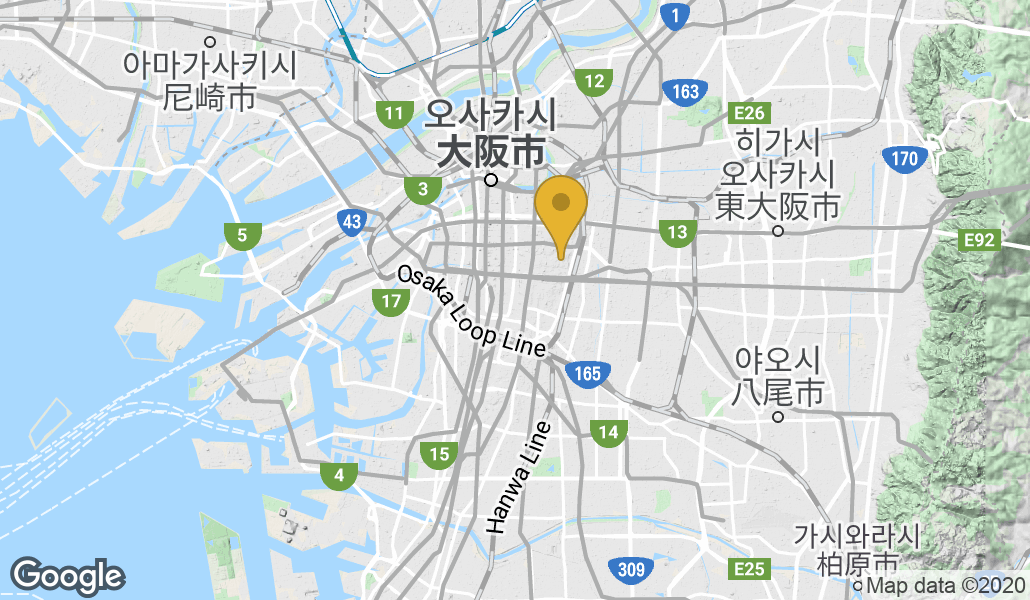 1
아마가사키시
尼崎市
12
163
11
오사카시
大阪市
E26
히가시
오사카시
東大阪市
170
3
43
5
13
E92
Osaka Loop Line
17
야오시
八尾市
165
14
15
Hanwa Line
4
가시와라시
柏原市
309
E25
Google
Map data ©2020